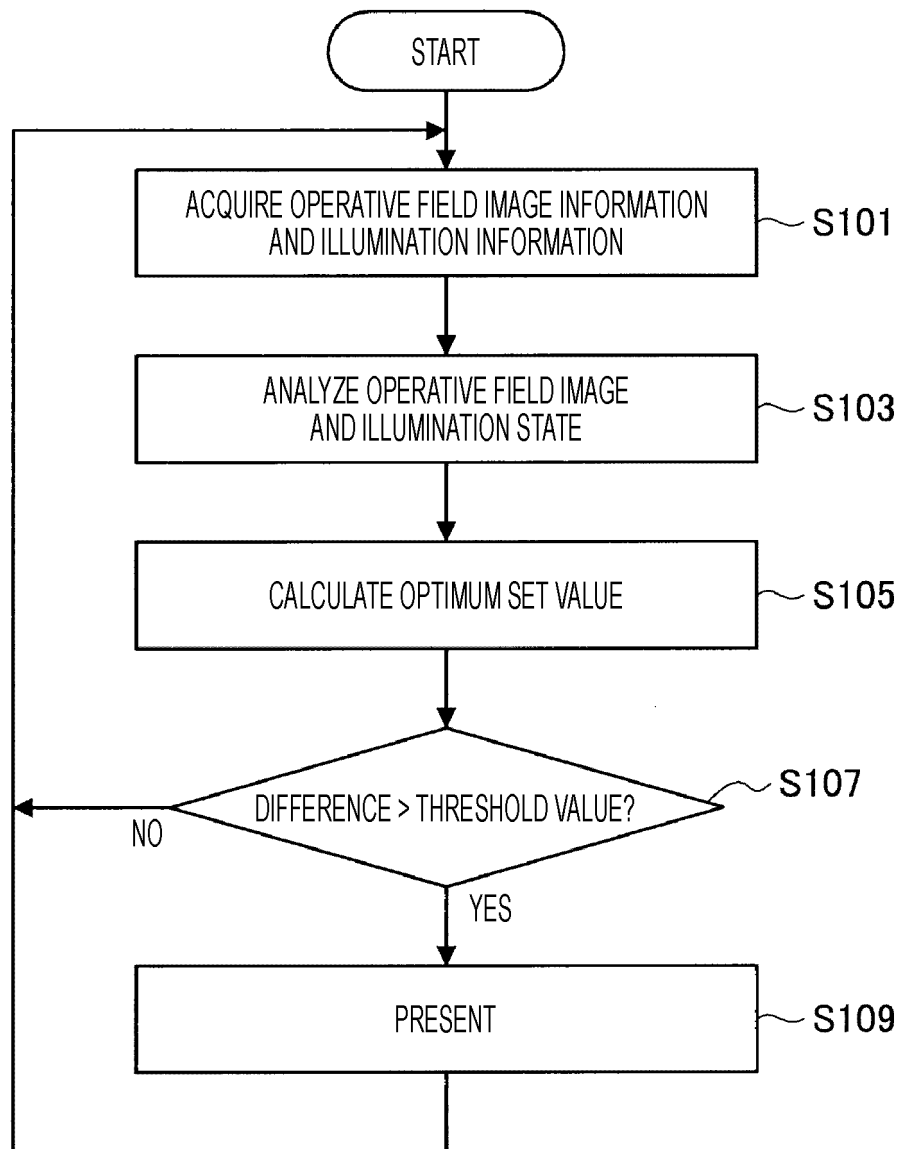 START
ACQUIRE OPERATIVE FIELD IMAGE INFORMATION
AND ILLUMINATION INFORMATION
S101
ANALYZE OPERATIVE FIELD IMAGE
AND ILLUMINATION STATE
S103
CALCULATE OPTIMUM SET VALUE
S105
DIFFERENCE > THRESHOLD VALUE?
S107
NO
YES
PRESENT
S109